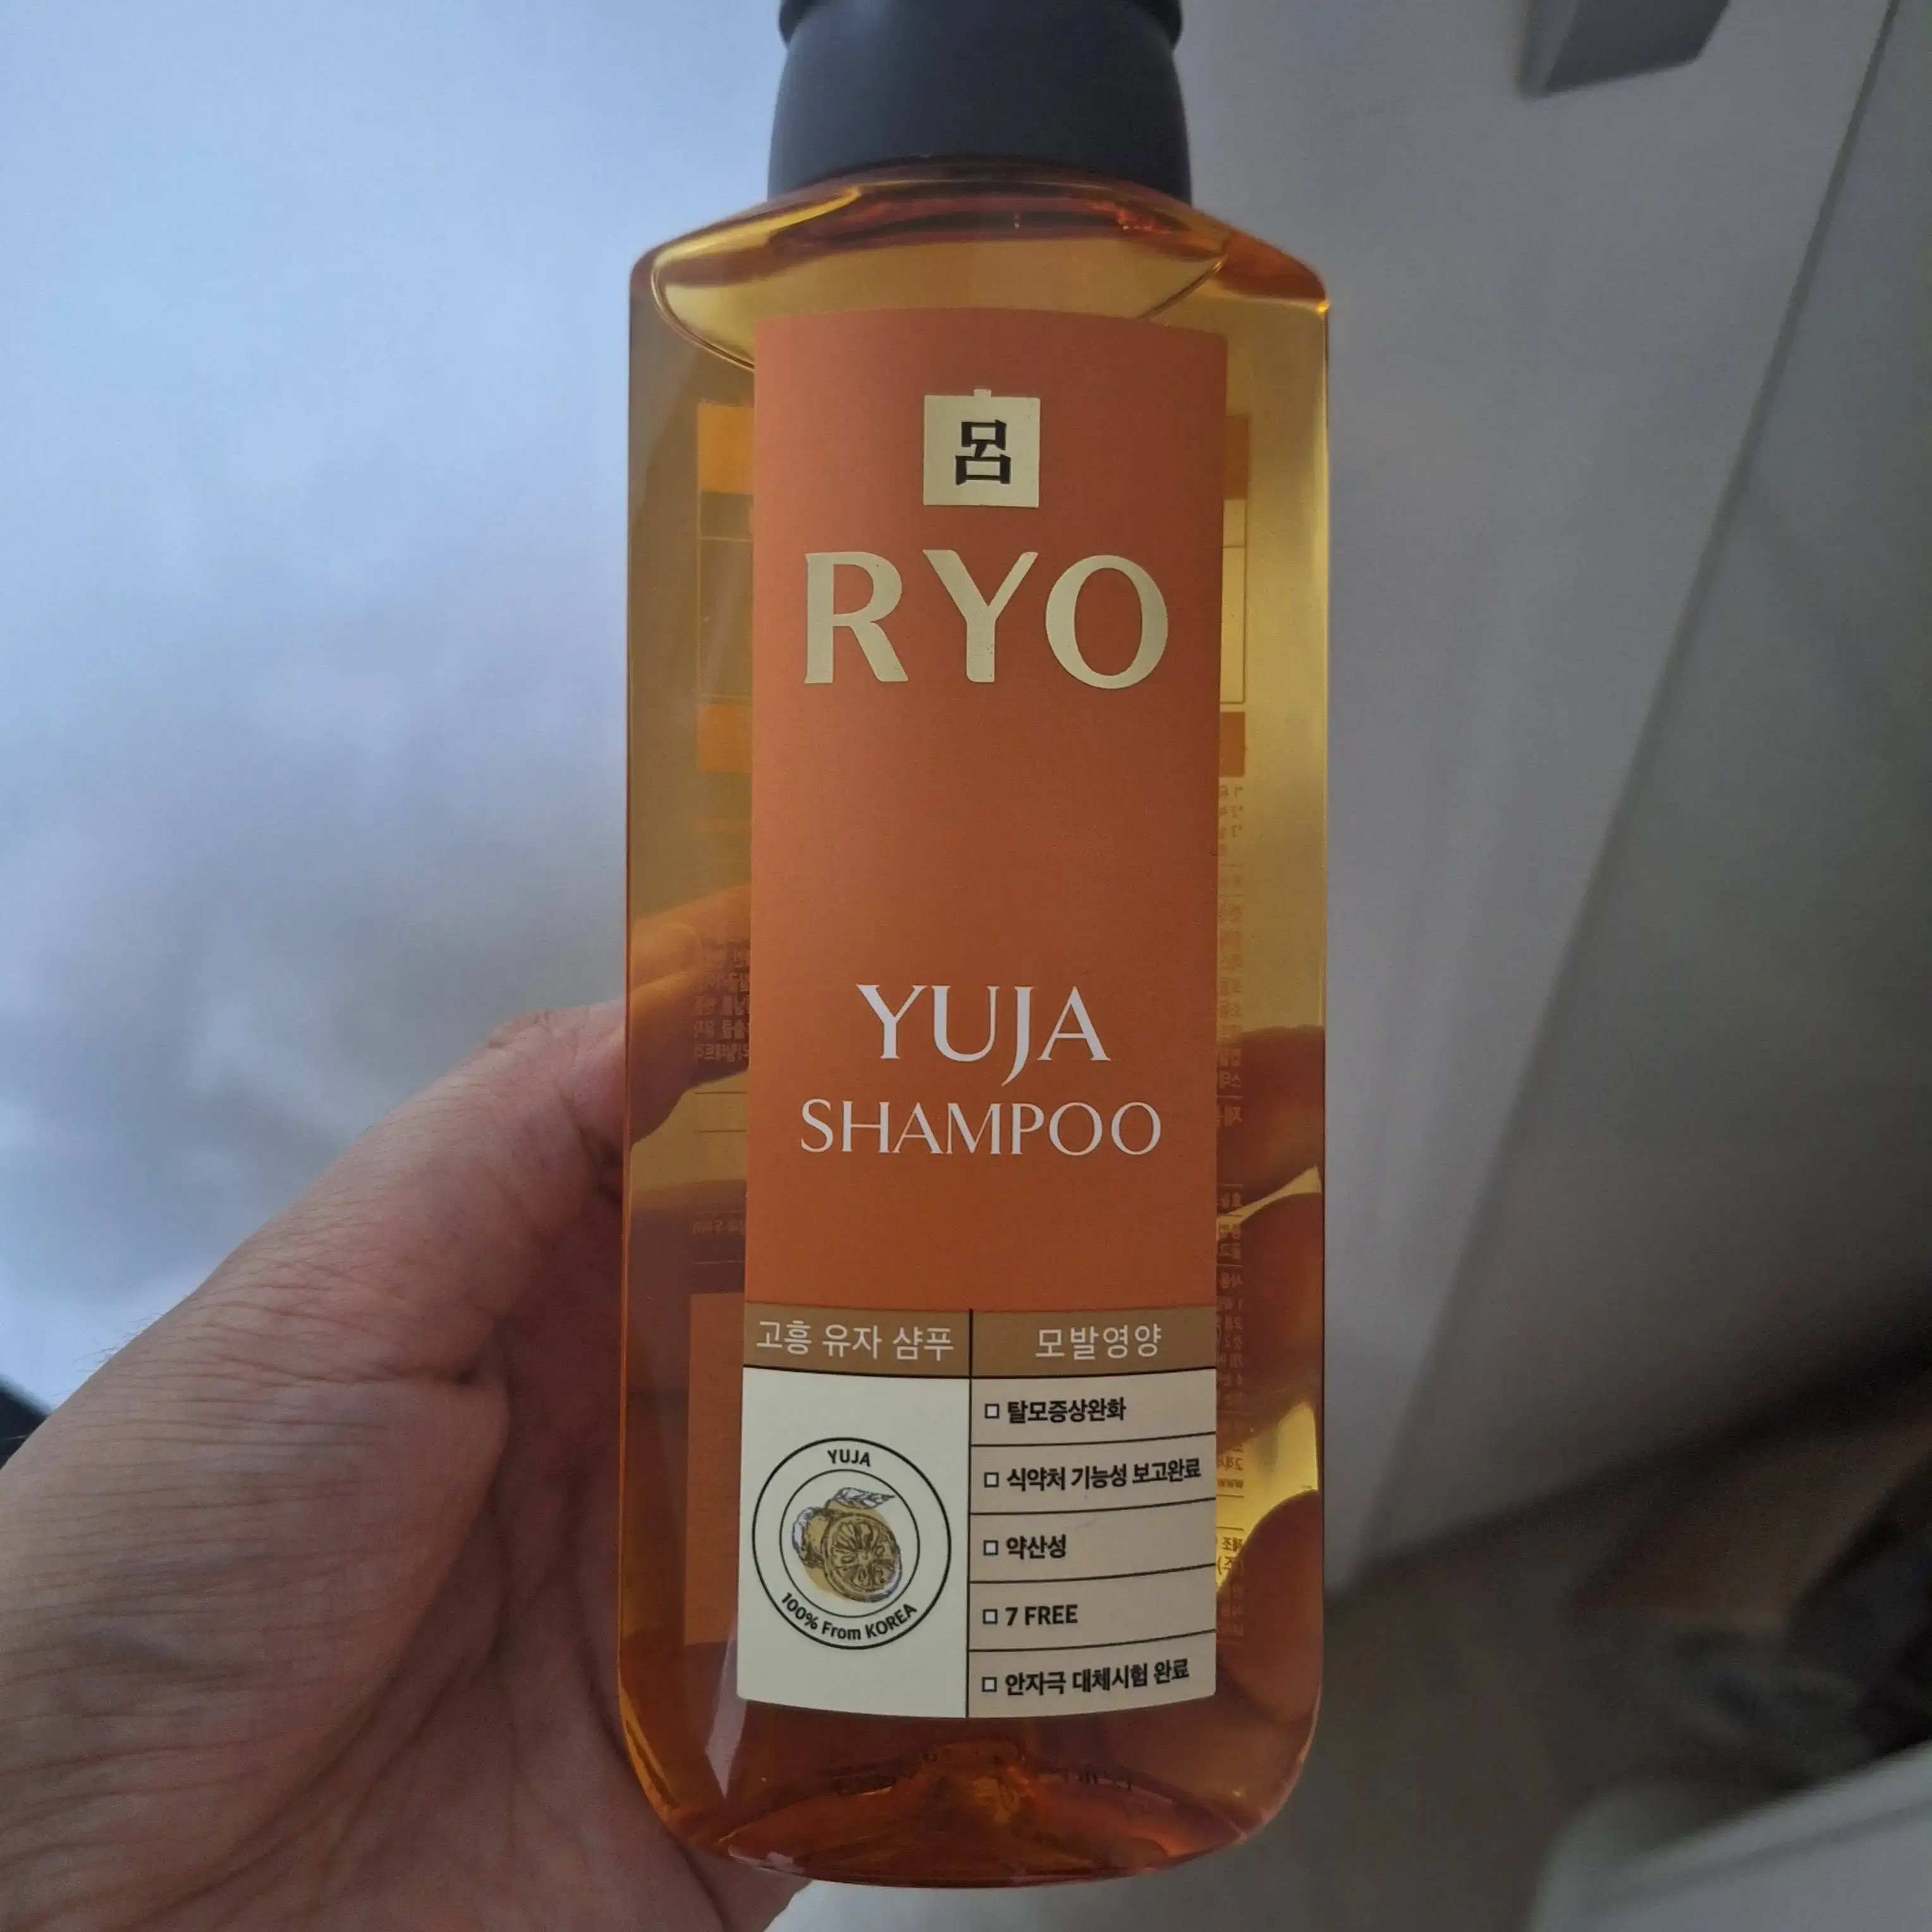 呂
RYO
YUJA
SHAMPOO
고흥 유자 샴푸
모발영양
YUJA
100% From KOREA
탈모증상완화
식약처 기능성 보고완료
약산성
7 FREE
안자극 대체시험 완료